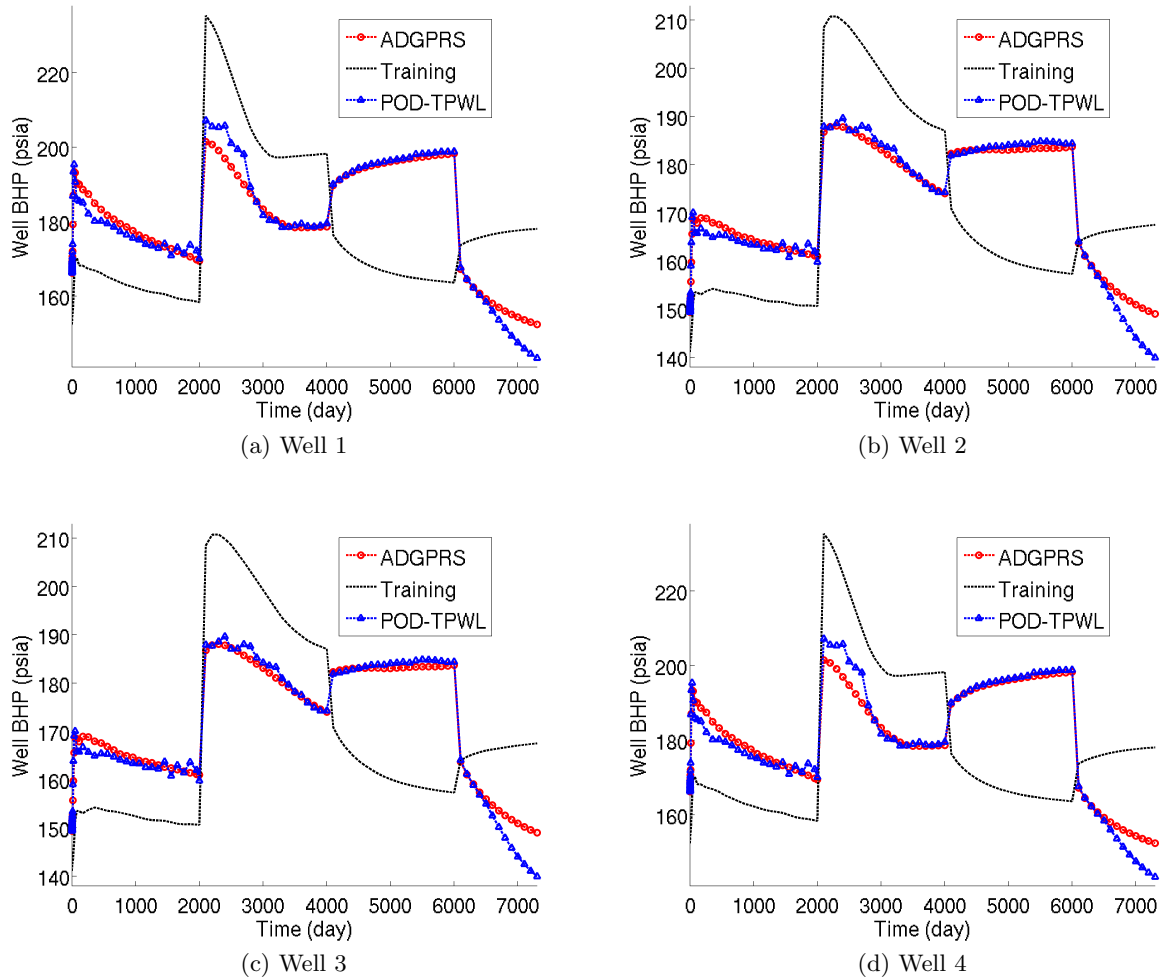 ADGPRS
Training
POD-TPWL
Well BHP (psia)
220
200
180
160
0 1000 2000 3000 4000 5000 6000 7000
Time (day)
(a) Well 1
ADGPRS
Training
POD-TPWL
Well BHP (psia)
210
200
190
180
170
160
150
140
0 1000 2000 3000 4000 5000 6000 7000
Time (day)
(b) Well 2
ADGPRS
Training
POD-TPWL
Well BHP (psia)
210
200
190
180
170
160
150
140
0 1000 2000 3000 4000 5000 6000 7000
Time (day)
(c) Well 3
ADGPRS
Training
POD-TPWL
Well BHP (psia)
220
200
180
160
0 1000 2000 3000 4000 5000 6000 7000
Time (day)
(d) Well 4